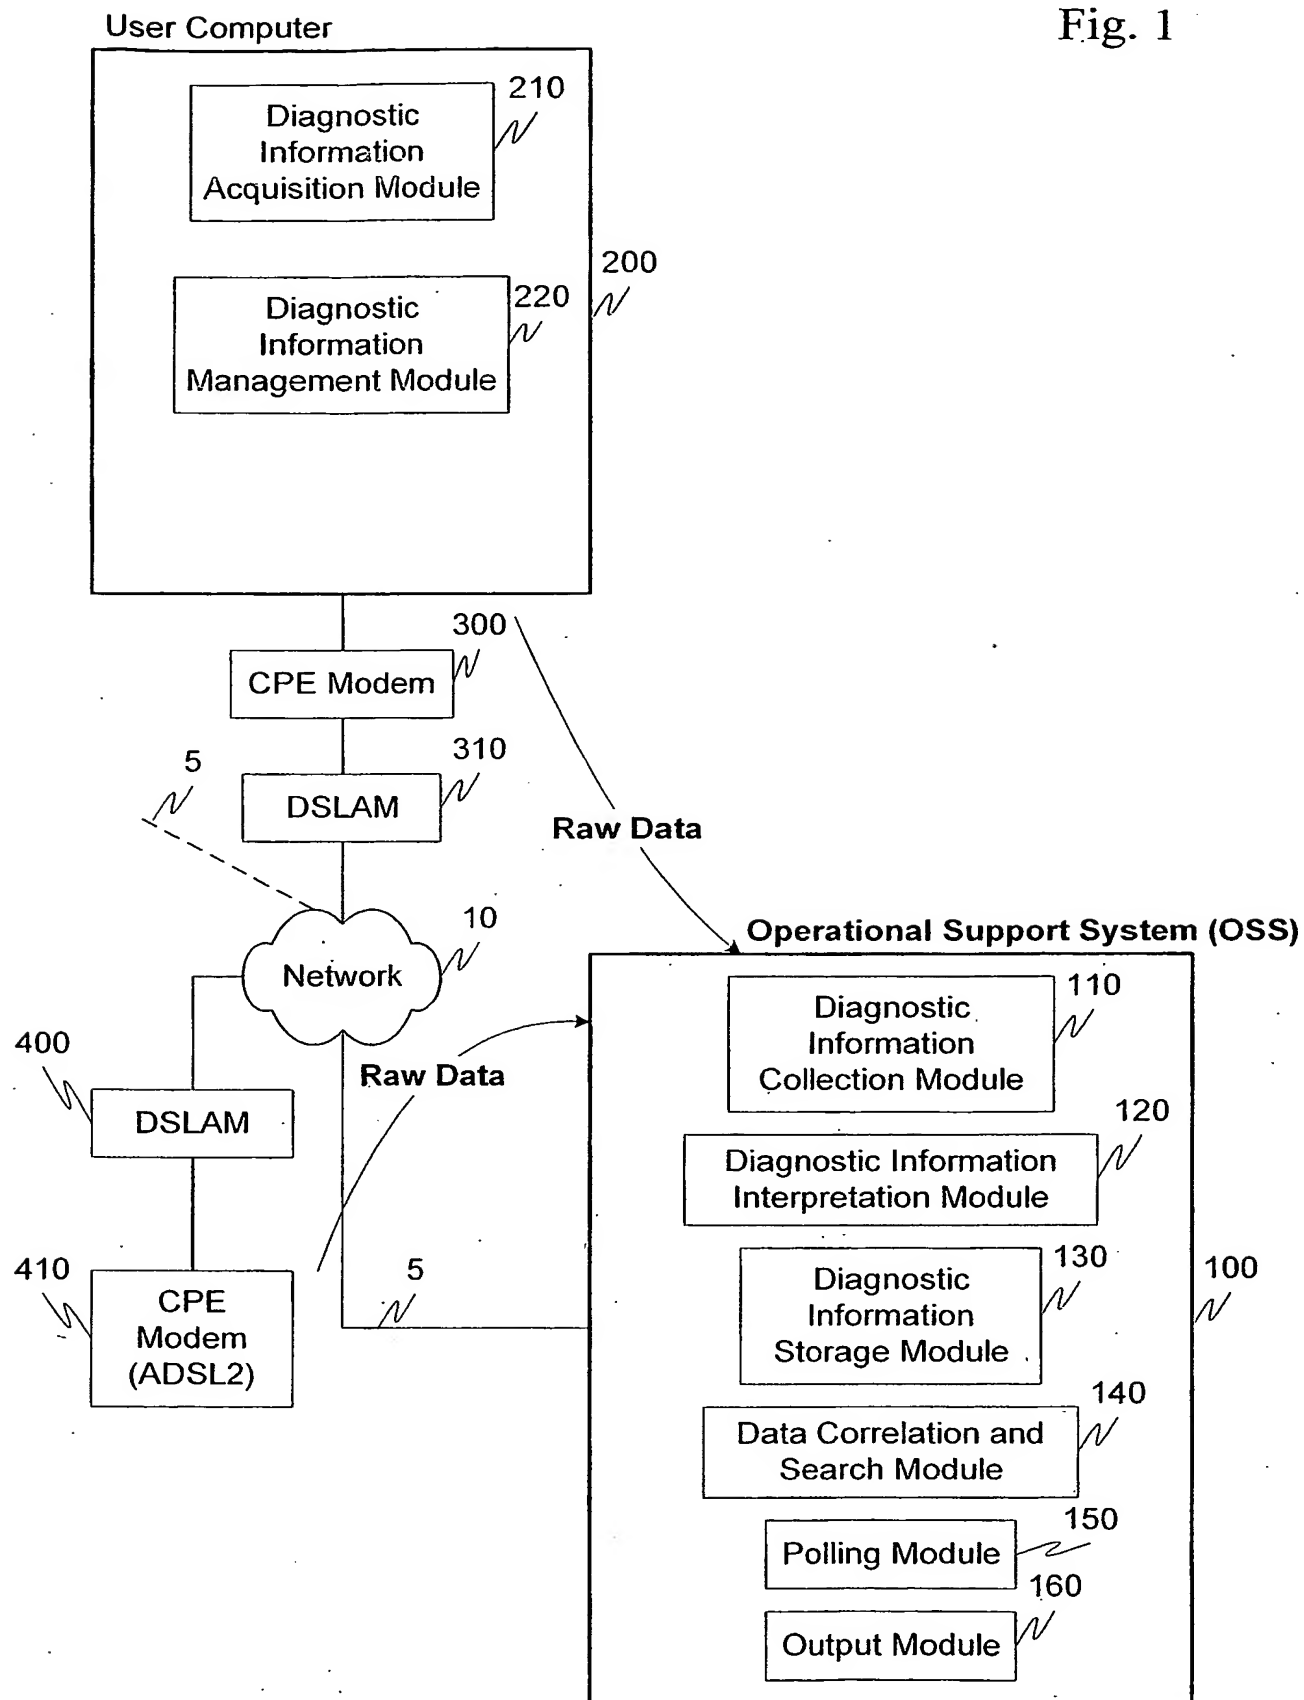 User Computer
Fig. 1
210
Diagnostic
Information
Acquisition Module
200
220
Diagnostic
Information
Management Module
300
CPE Modem
5
310
DSLAM
Raw Data
10
Network
Operational Support System (OSS)
110
Diagnostic
Information
Collection Module
400
DSLAM
Raw Data
120
Diagnostic Information
Interpretation Module
410
CPE
Modem
(ADSL2)
5
130
Diagnostic
Information
Storage Module
100
140
Data Correlation and
Search Module
150
Polling Module
160
Output Module